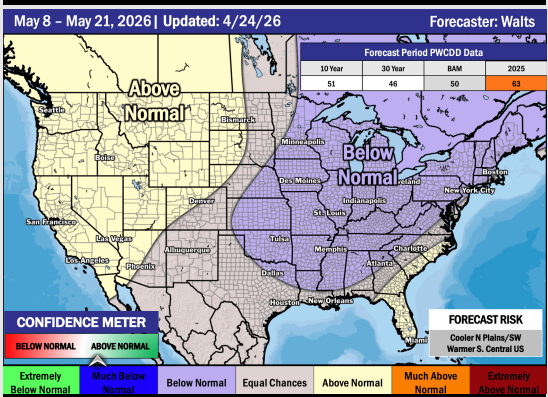 May 8 – May 21, 2026 | Updated: 4/24/26
Forecaster: Walts
Forecast Period PWCDD Data
10 Year 30 Year BAM 2025
51 46 50 63
Above
Normal
Below
Normal
Seattle
Bismarck
Minneapolis
Boise
Boston
Des Moines
eveland
New York City
Denver
Indianapolis
San Francisco
St. Louis
Las Vegas
Tulsa
Albuquerque
Memphis
Charlotte
Los Angeles
Phoenix
Atlanta
Dallas
Houston
New Orleans
Miami
CONFIDENCE METER
BELOW NORMAL ABOVE NORMAL
FORECAST RISK
Cooler N Plains/SW
Warmer S. Central US
Extremely
Below Normal
Much Below
Normal
Below Normal
Equal Chances
Above Normal
Much Above
Normal
Extremely
Above Normal